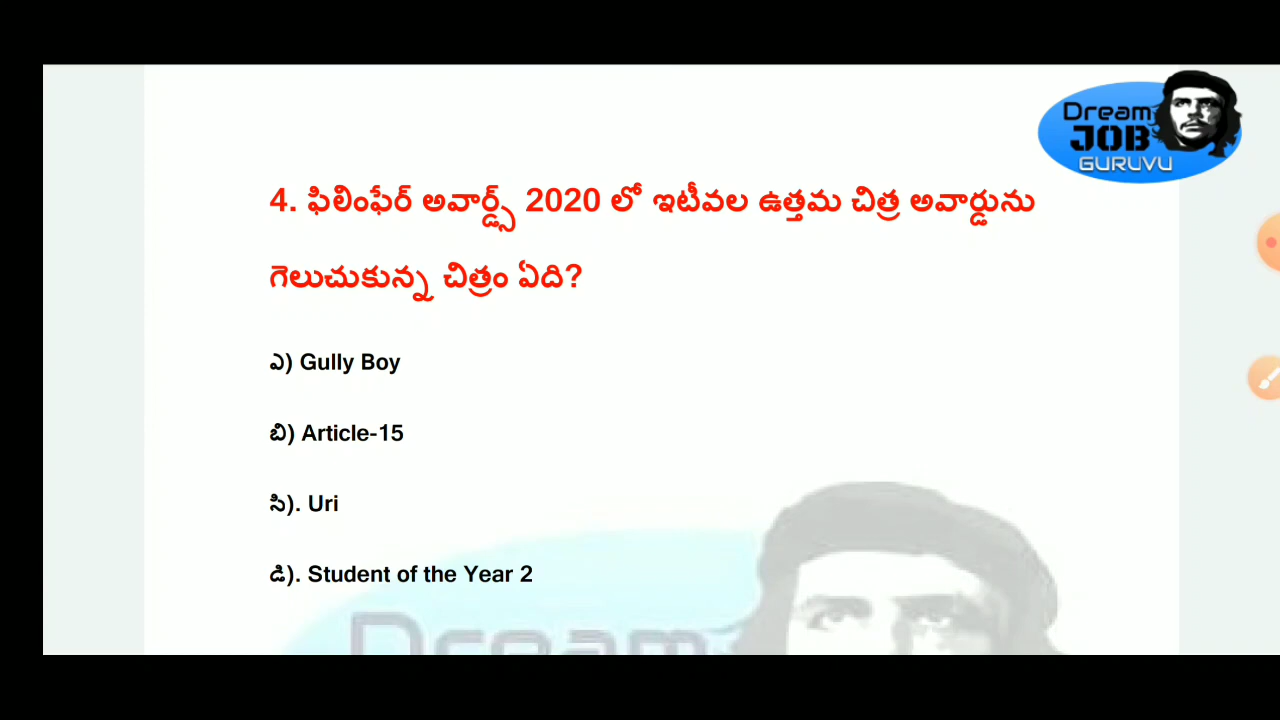 Dream
JOB
GURUVU
4. ఫిలింఫేర్ అవార్డ్స్ 2020 లో ఇటీవల ఉత్తమ చిత్ర అవార్డును
గెలుచుకున్న చిత్రం ఏది?
ఎ) Gully Boy
బి) Article-15
సి). Uri
డి). Student of the Year 2
Dream